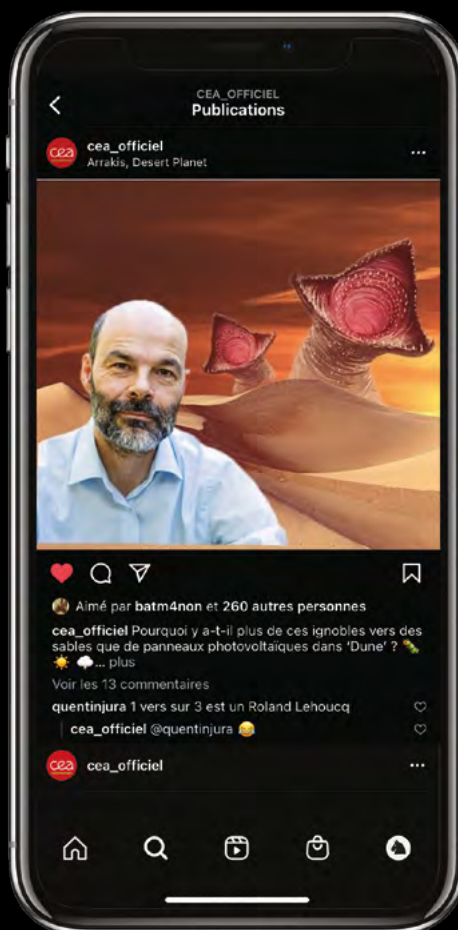 CEA_OFFICIEL
Publications
cea
cea_officiel
Arrakis, Desert Planet
Aimé par batm4non et 260 autres personnes
cea_officiel Pourquoi y a-t-il plus de ces ignobles vers des
sables que de panneaux photovoltaïques dans ‘Dune’ ? 🐛
☀️ 🌩️... plus
Voir les 13 commentaires
quentinjura 1 vers sur 3 est un Roland Lehoucq
cea_officiel @quentinjura 😂
cea
cea_officiel